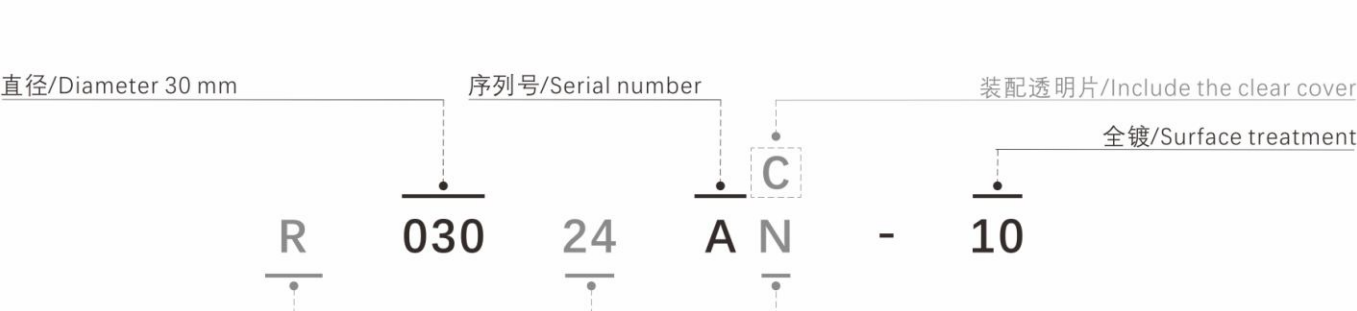 直径/Diameter 30 mm
序列号/Serial number
装配透明片/Include the clear cover
全镀/Surface treatment
C
R 030 24 A N - 10